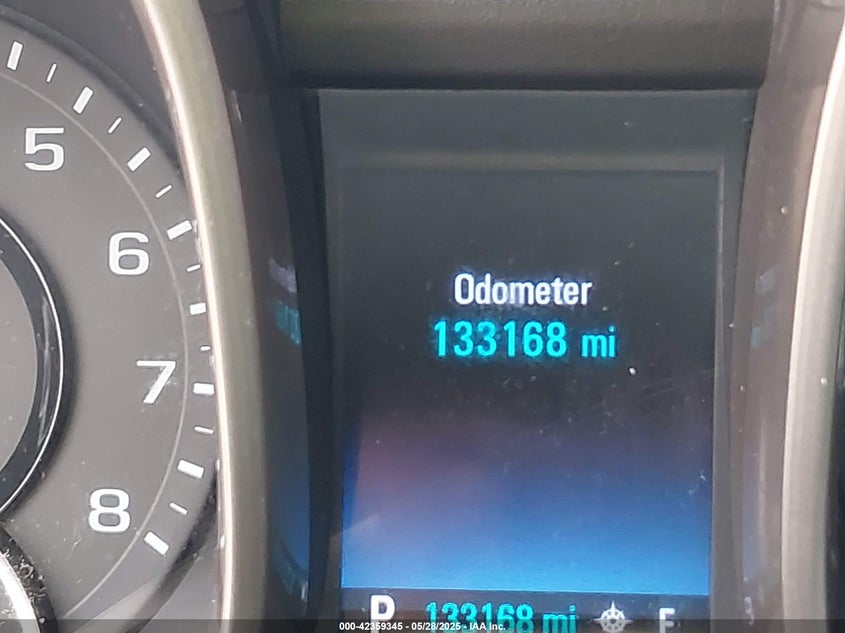 5
6
7
8
Odometer
133168 mi
P 133168 mi E
000-42359345 - 05/28/2025 - IAA Inc.